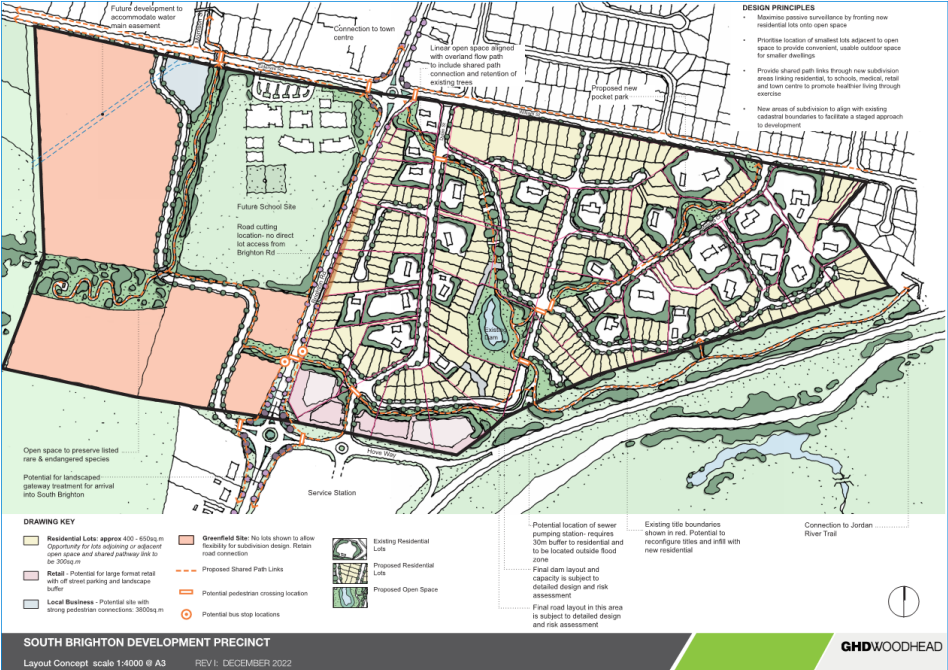 Future development to
accommodate water
main easement
Connection to town
centre
Linear open space aligned
with overland flow path
to include shared path
connection and retention of
existing trees
Proposed new
pocket park
DESIGN PRINCIPLES
• Maximise passive surveillance by fronting new
residential lots onto open space
• Prioritise location of smallest lots adjacent to open
space to provide convenient, usable outdoor space
for smaller dwellings
• Provide shared path links through new subdivision
areas linking residential, to schools, medical, retail
and town centre to promote healthier living through
exercise
• New areas of subdivision to align with existing
cadastral boundaries to facilitate a staged approach
to development
Future School Site
Road cutting
location- no direct
lot access from
Brighton Rd
Brighton Rd
Existing
Dam
Hove Way
Service Station
Open space to preserve listed
rare & endangered species
Potential for landscaped
gateway treatment for arrival
into South Brighton
Potential location of sewer
pumping station- requires
30m buffer to residential and
to be located outside flood
zone
Final dam layout and
capacity is subject to
detailed design and risk
assessment
Final road layout in this area
is subject to detailed design
and risk assessment
Existing title boundaries
shown in red. Potential to
reconfigure titles and infill with
new residential
Connection to Jordan
River Trail
DRAWING KEY
Residential Lots: approx 400 - 650sq.m
Opportunity for lots adjoining or adjacent
open space and shared pathway link to
be 300sq.m
Retail - Potential for large format retail
with off street parking and landscape
buffer
Local Business - Potential site with
strong pedestrian connections: 3800sq.m
Greenfield Site: No lots shown to allow
flexibility for subdivision design. Retain
road connection
Proposed Shared Path Links
Potential pedestrian crossing location
Potential bus stop locations
Existing Residential
Lots
Proposed Residential
Lots
Proposed Open Space
SOUTH BRIGHTON DEVELOPMENT PRECINCT
Layout Concept scale 1:4000 @ A3 REV I: DECEMBER 2022
GHDWOODHEAD